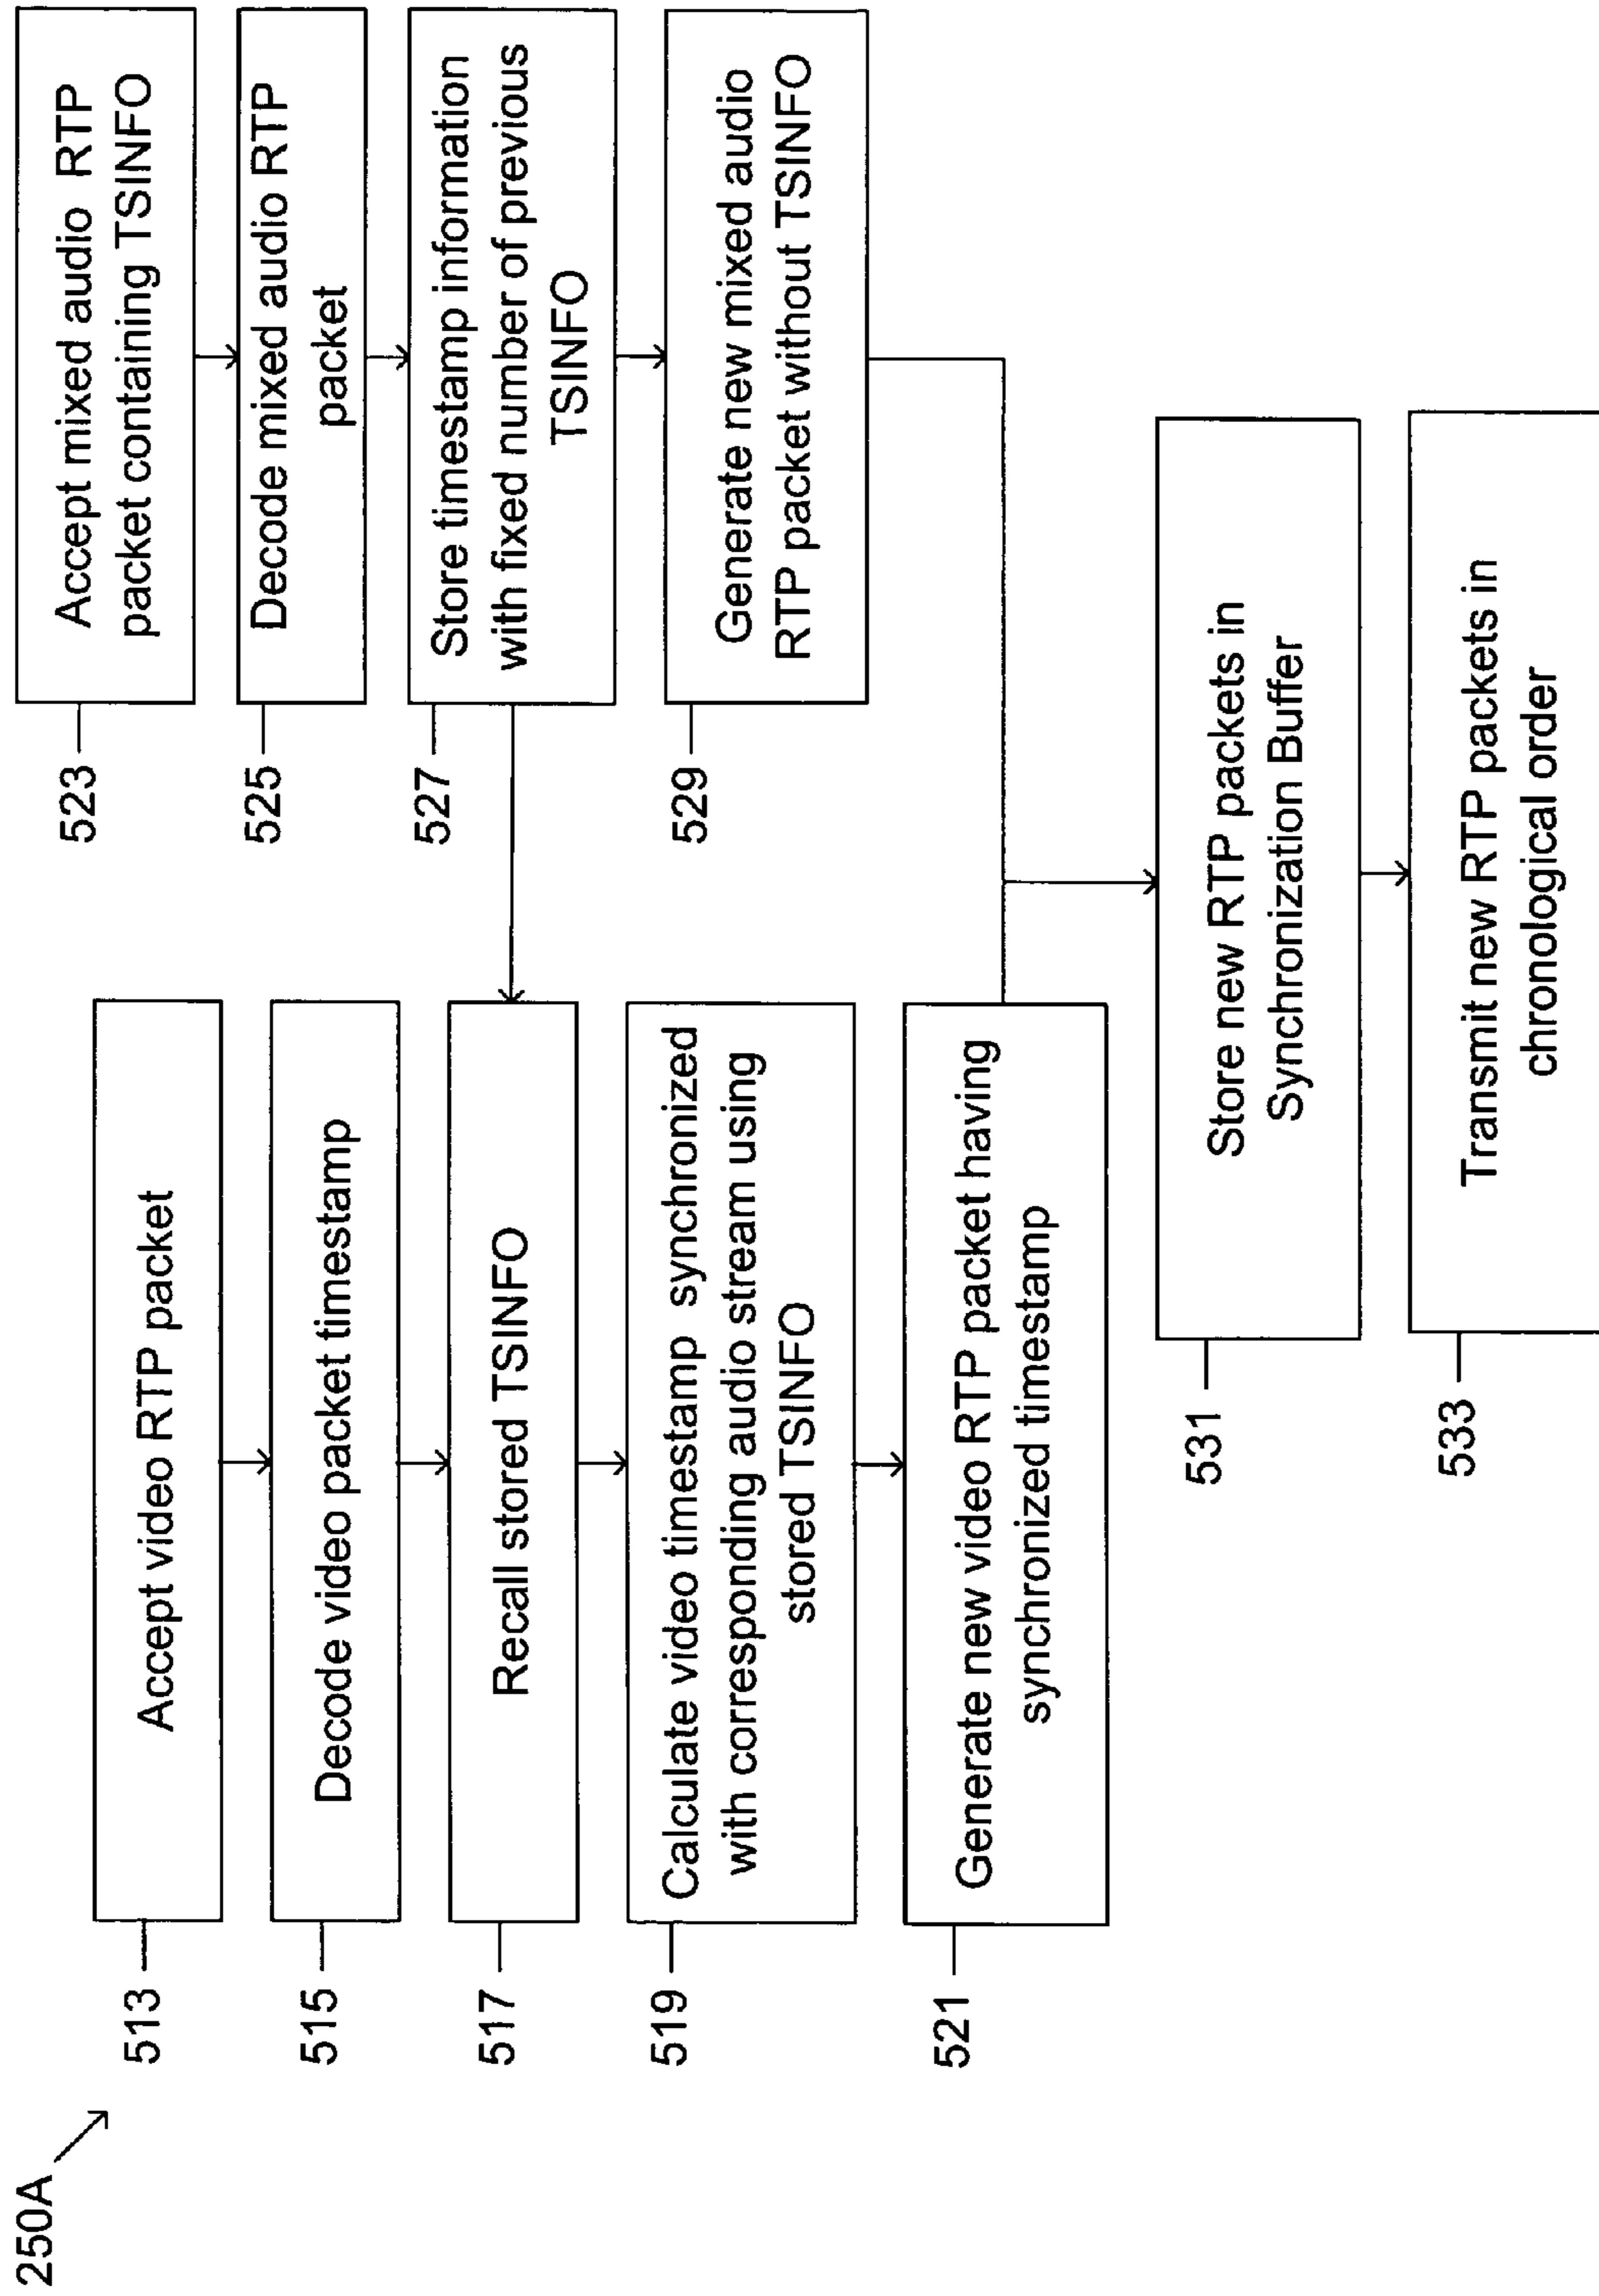 250A
513
Accept video RTP packet
515
Decode video packet timestamp
517
Recall stored TSINFO
519
Calculate video timestamp synchronized
with corresponding audio stream using
stored TSINFO
521
Generate new video RTP packet having
synchronized timestamp
523
Accept mixed audio RTP
packet containing TSINFO
525
Decode mixed audio RTP
packet
527
Store timestamp information
with fixed number of previous
TSINFO
529
Generate new mixed audio
RTP packet without TSINFO
531
Store new RTP packets in
Synchronization Buffer
533
Transmit new RTP packets in
chronological order